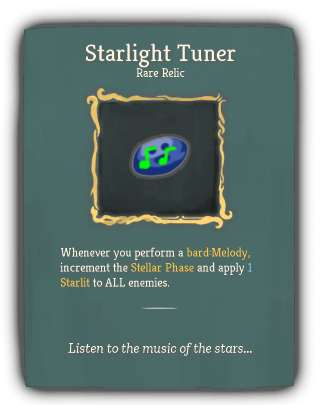 Starlight Tuner
Rare Relic
Whenever you perform a bard:Melody,
increment the Stellar Phase and apply 1
Starlit to ALL enemies.
Listen to the music of the stars...